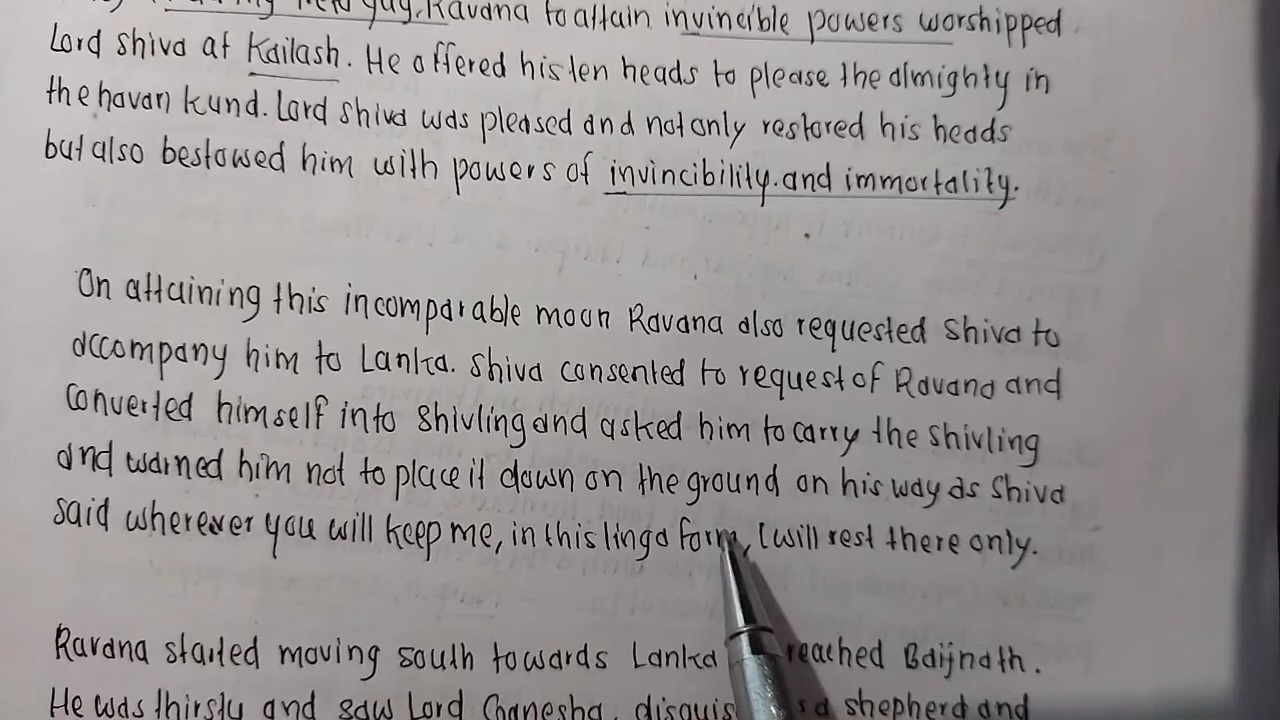 yug, Ravana to attain invincible powers worshipped
Lord Shiva at Kailash. He offered his ten heads to please the almighty in
the havan kund. Lord Shiva was pleased and not only restored his heads
but also bestowed him with powers of invincibility. and immortality.
On attaining this incomparable moon Ravana also requested Shiva to
accompany him to Lanka. Shiva consented to request of Ravana and
converted himself into Shivling and asked him to carry the Shivling
and warned him not to place it down on the ground on his way as Shiva
said wherever you will keep me, in this linga form, I will rest there only.
Ravana started moving south towards Lanka reached Baijnath.
He was thirsty and saw Lord Ganesha, shepherd and